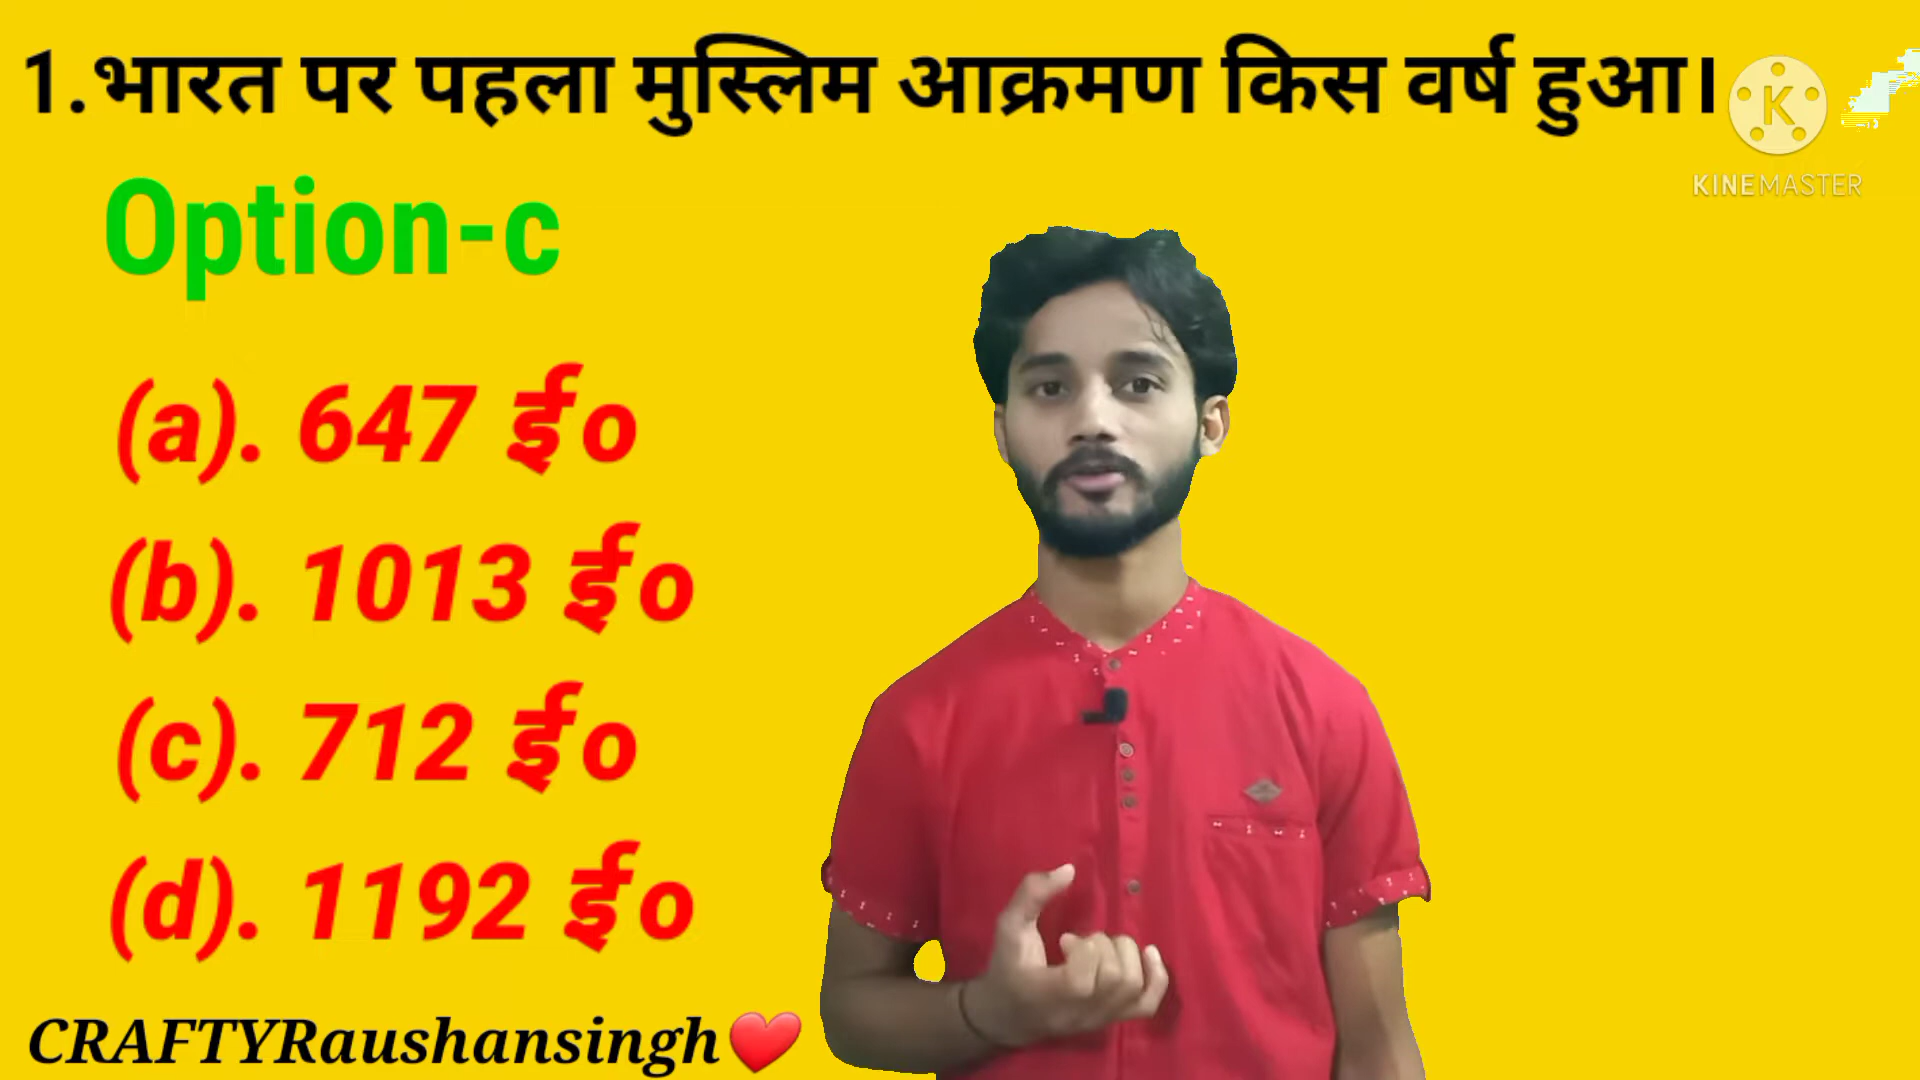 1. भारत पर पहला मुस्लिम आक्रमण किस वर्ष हुआ।
K
KINEMASTER
Option-c
(a). 647 ई०
(b). 1013 ई०
(c). 712 ई०
(d). 1192 ई०
CRAFTYRaushansingh❤️